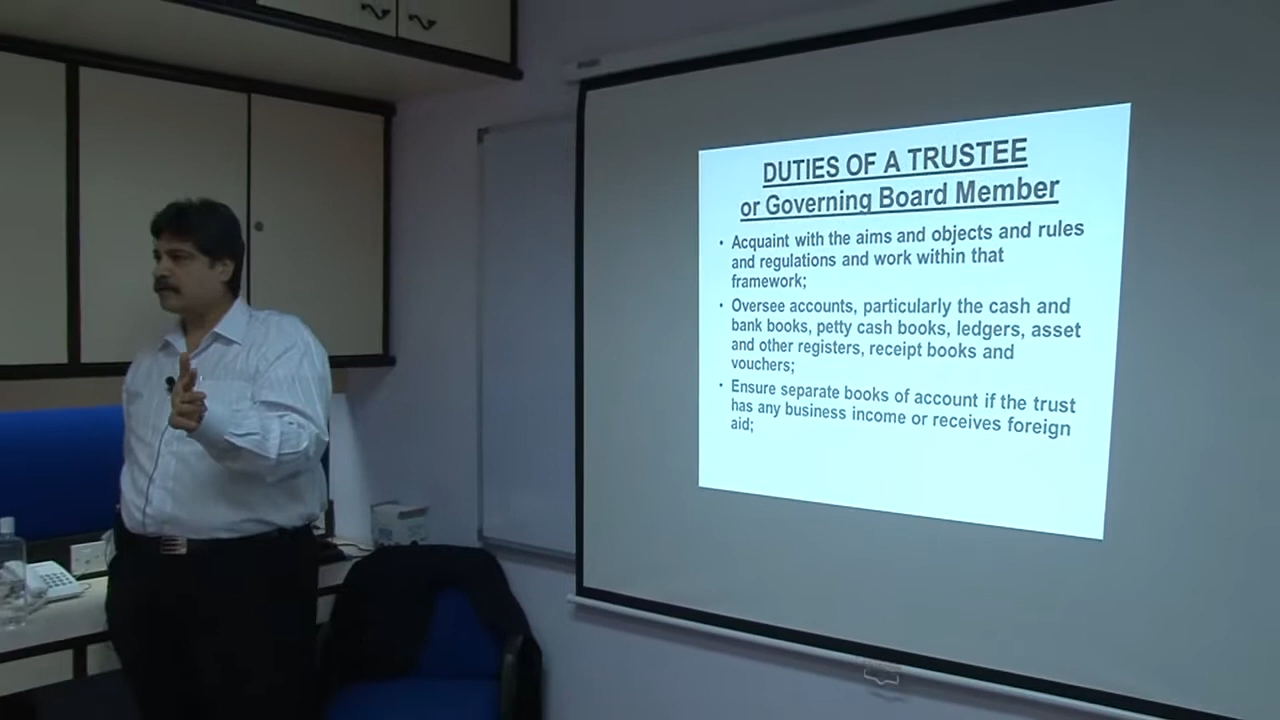 DUTIES OF A TRUSTEE
or Governing Board Member
• Acquaint with the aims and objects and rules
and regulations and work within that
framework;
• Oversee accounts, particularly the cash and
bank books, petty cash books, ledgers, asset
and other registers, receipt books and
vouchers;
• Ensure separate books of account if the trust
has any business income or receives foreign
aid;